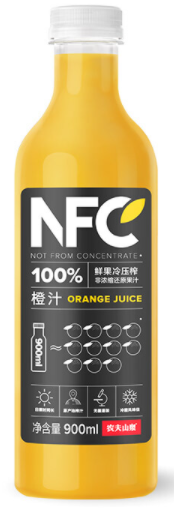 NFC
NOT FROM CONCENTRATE
100%
鲜果冷压榨
非浓缩还原果汁
橙汁 ORANGE JUICE
900ml ≈
净含量 900ml 农夫山泉